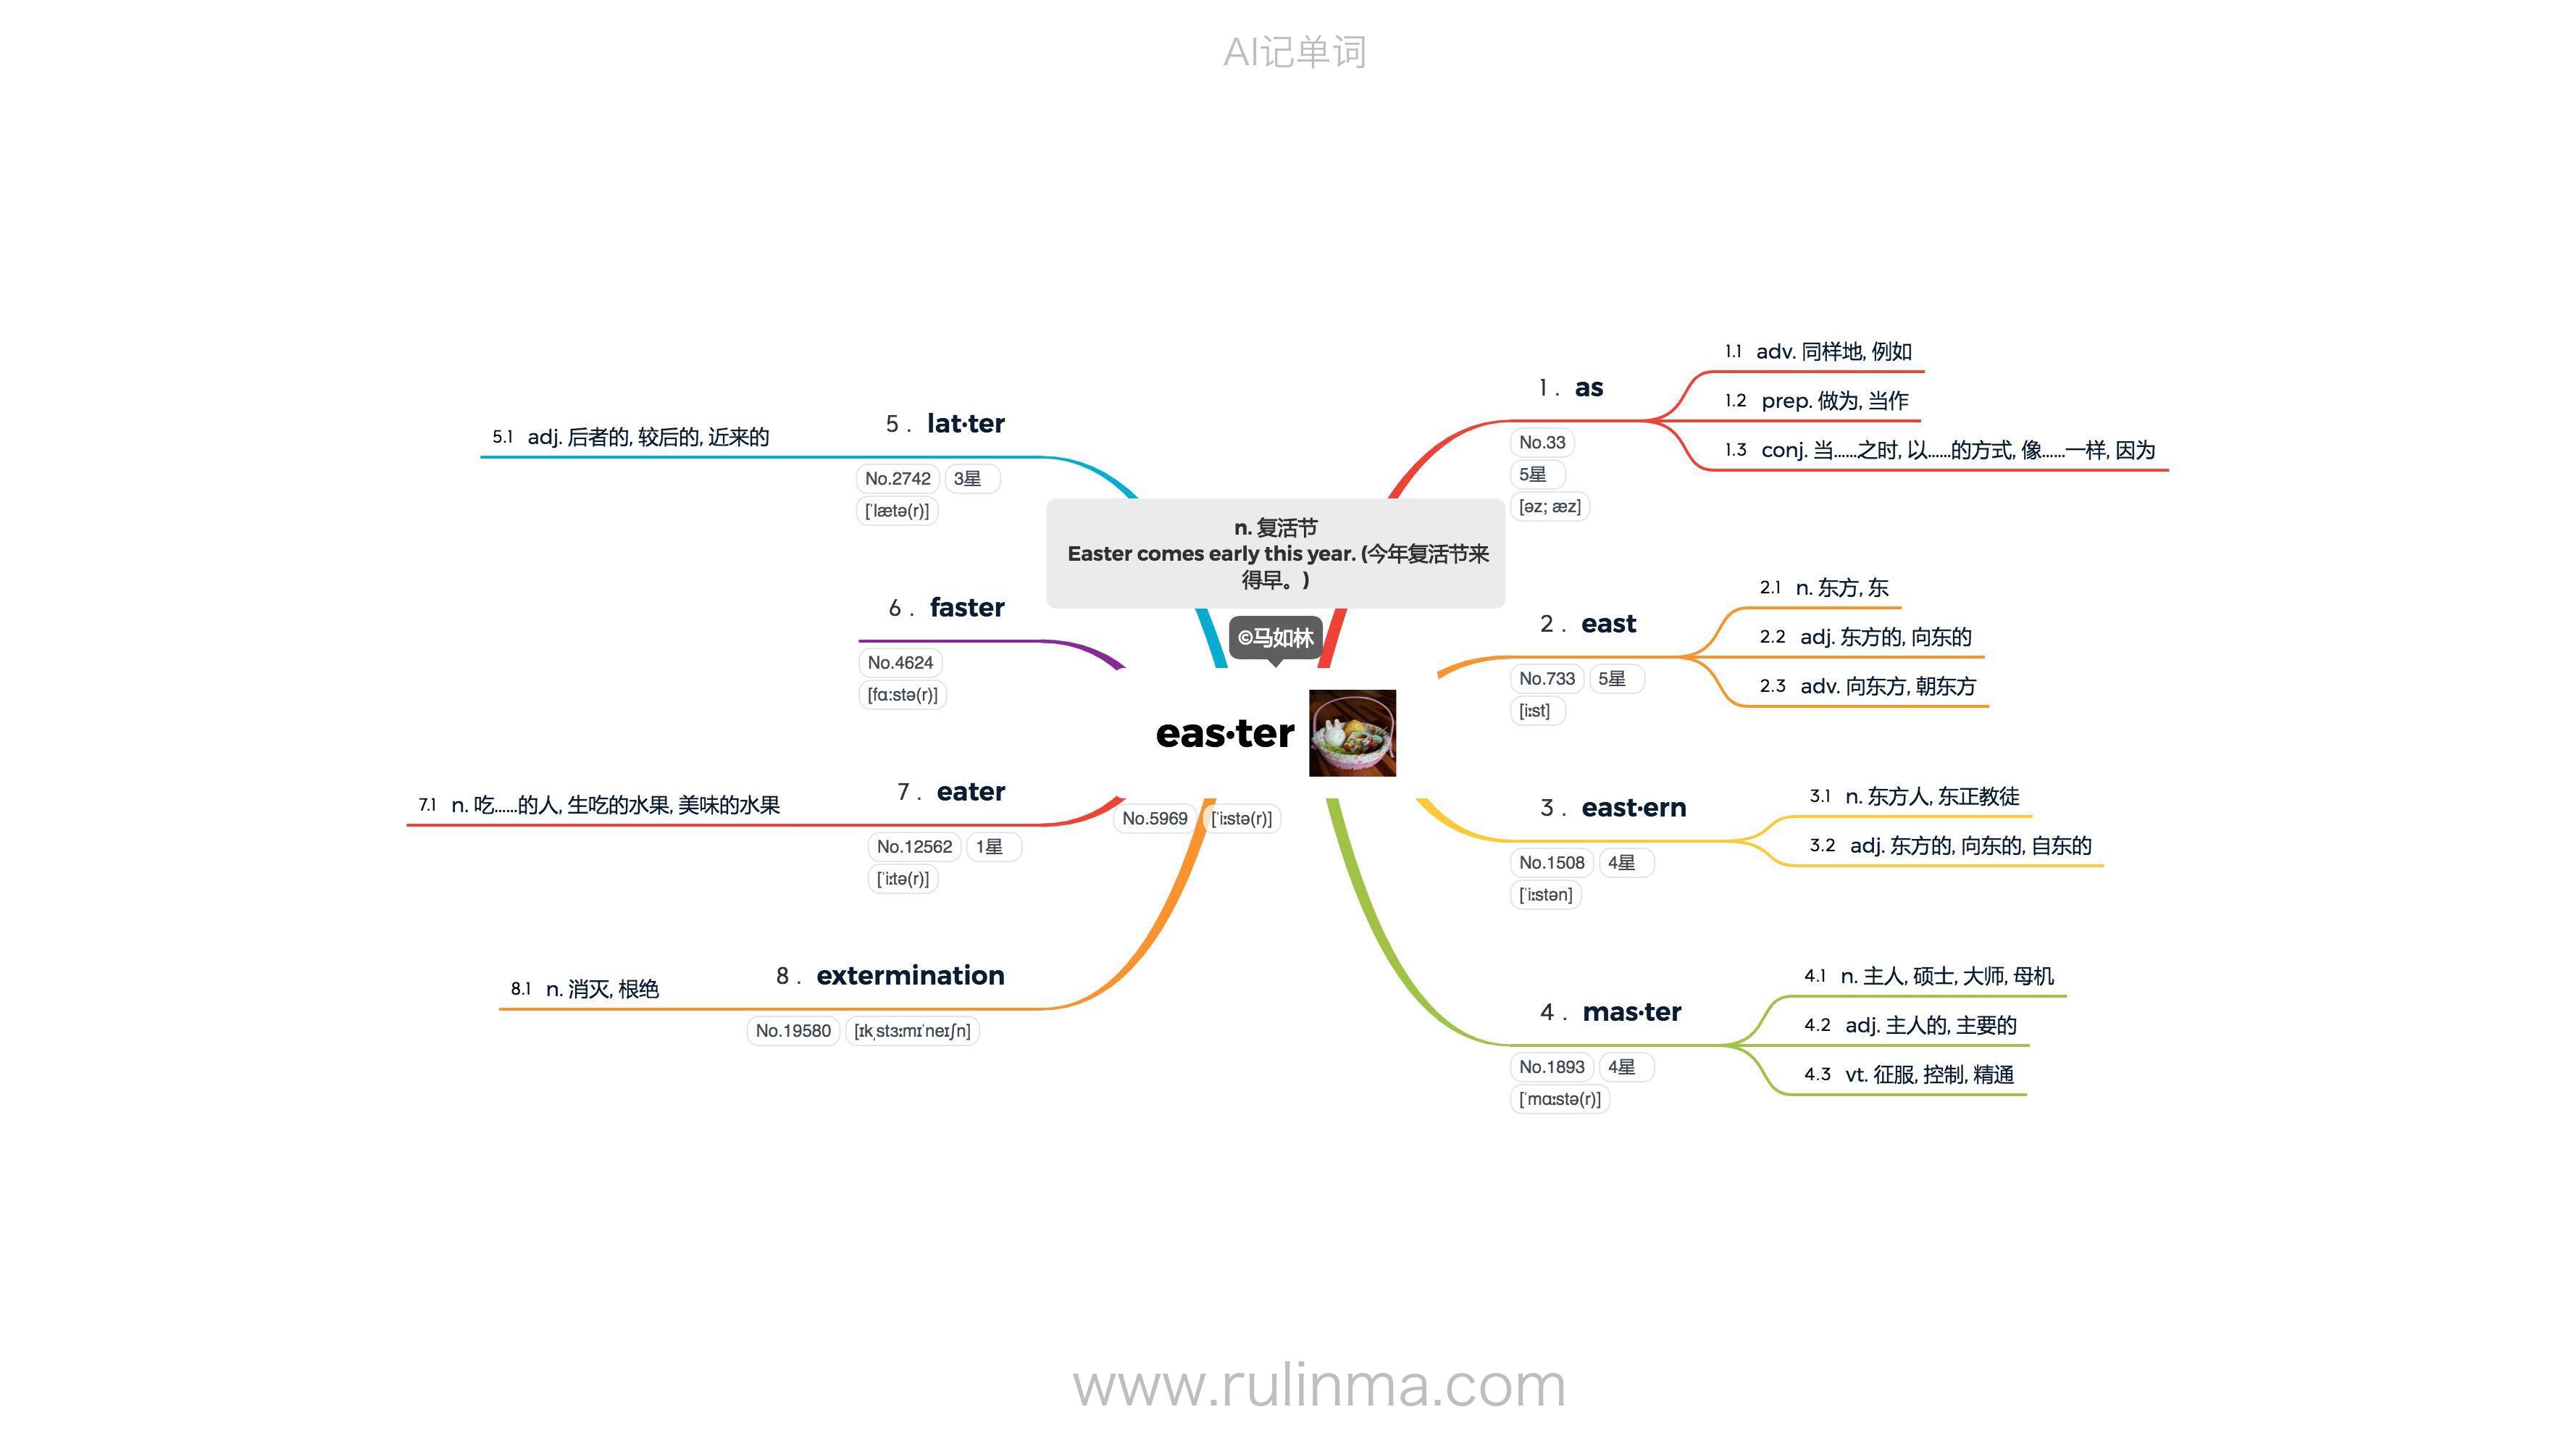 AI记单词
n. 复活节
Easter comes early this year. (今年复活节来
得早。)
©马如林
eas·ter
No.5969 [ˈiːstə(r)]
1. as
No.33
5星
[əz; æz]
1.1 adv. 同样地, 例如
1.2 prep. 做为, 当作
1.3 conj. 当……之时, 以……的方式, 像……一样, 因为
2. east
No.733 5星
[iːst]
2.1 n. 东方, 东
2.2 adj. 东方的, 向东的
2.3 adv. 向东方, 朝东方
3. east·ern
No.1508 4星
[ˈiːstən]
3.1 n. 东方人, 东正教徒
3.2 adj. 东方的, 向东的, 自东的
4. mas·ter
No.1893 4星
[ˈmɑːstə(r)]
4.1 n. 主人, 硕士, 大师, 母机
4.2 adj. 主人的, 主要的
4.3 vt. 征服, 控制, 精通
5. lat·ter
No.2742 3星
[ˈlætə(r)]
5.1 adj. 后者的, 较后的, 近来的
6. faster
No.4624
[fɑːstə(r)]
7. eater
No.12562 1星
[ˈiːtə(r)]
7.1 n. 吃……的人, 生吃的水果, 美味的水果
8. extermination
No.19580 [ɪkˌstɜːmɪˈneɪʃn]
8.1 n. 消灭, 根绝
www.rulinma.com